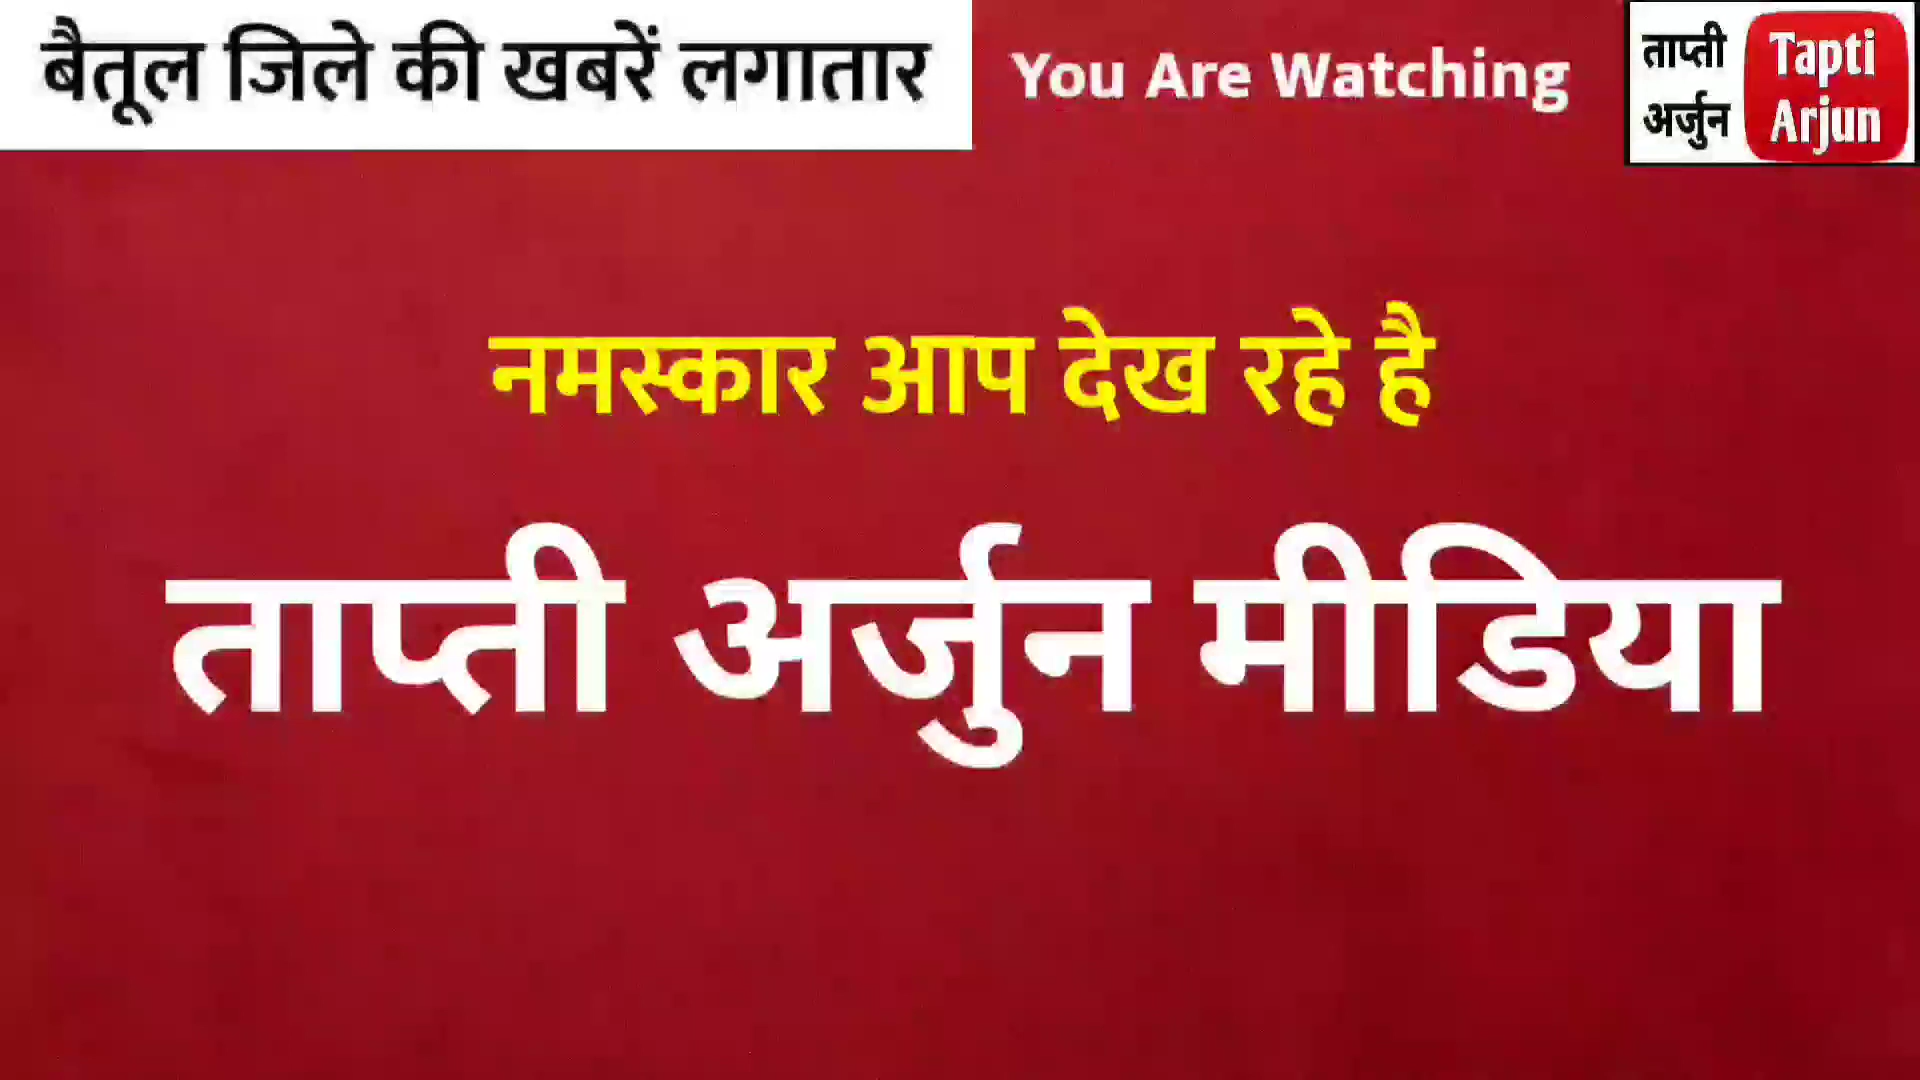 बैतूल जिले की खबरें लगातार
You Are Watching
ताप्ती
अर्जुन
Tapti
Arjun
नमस्कार आप देख रहे है
ताप्ती अर्जुन मीडिया